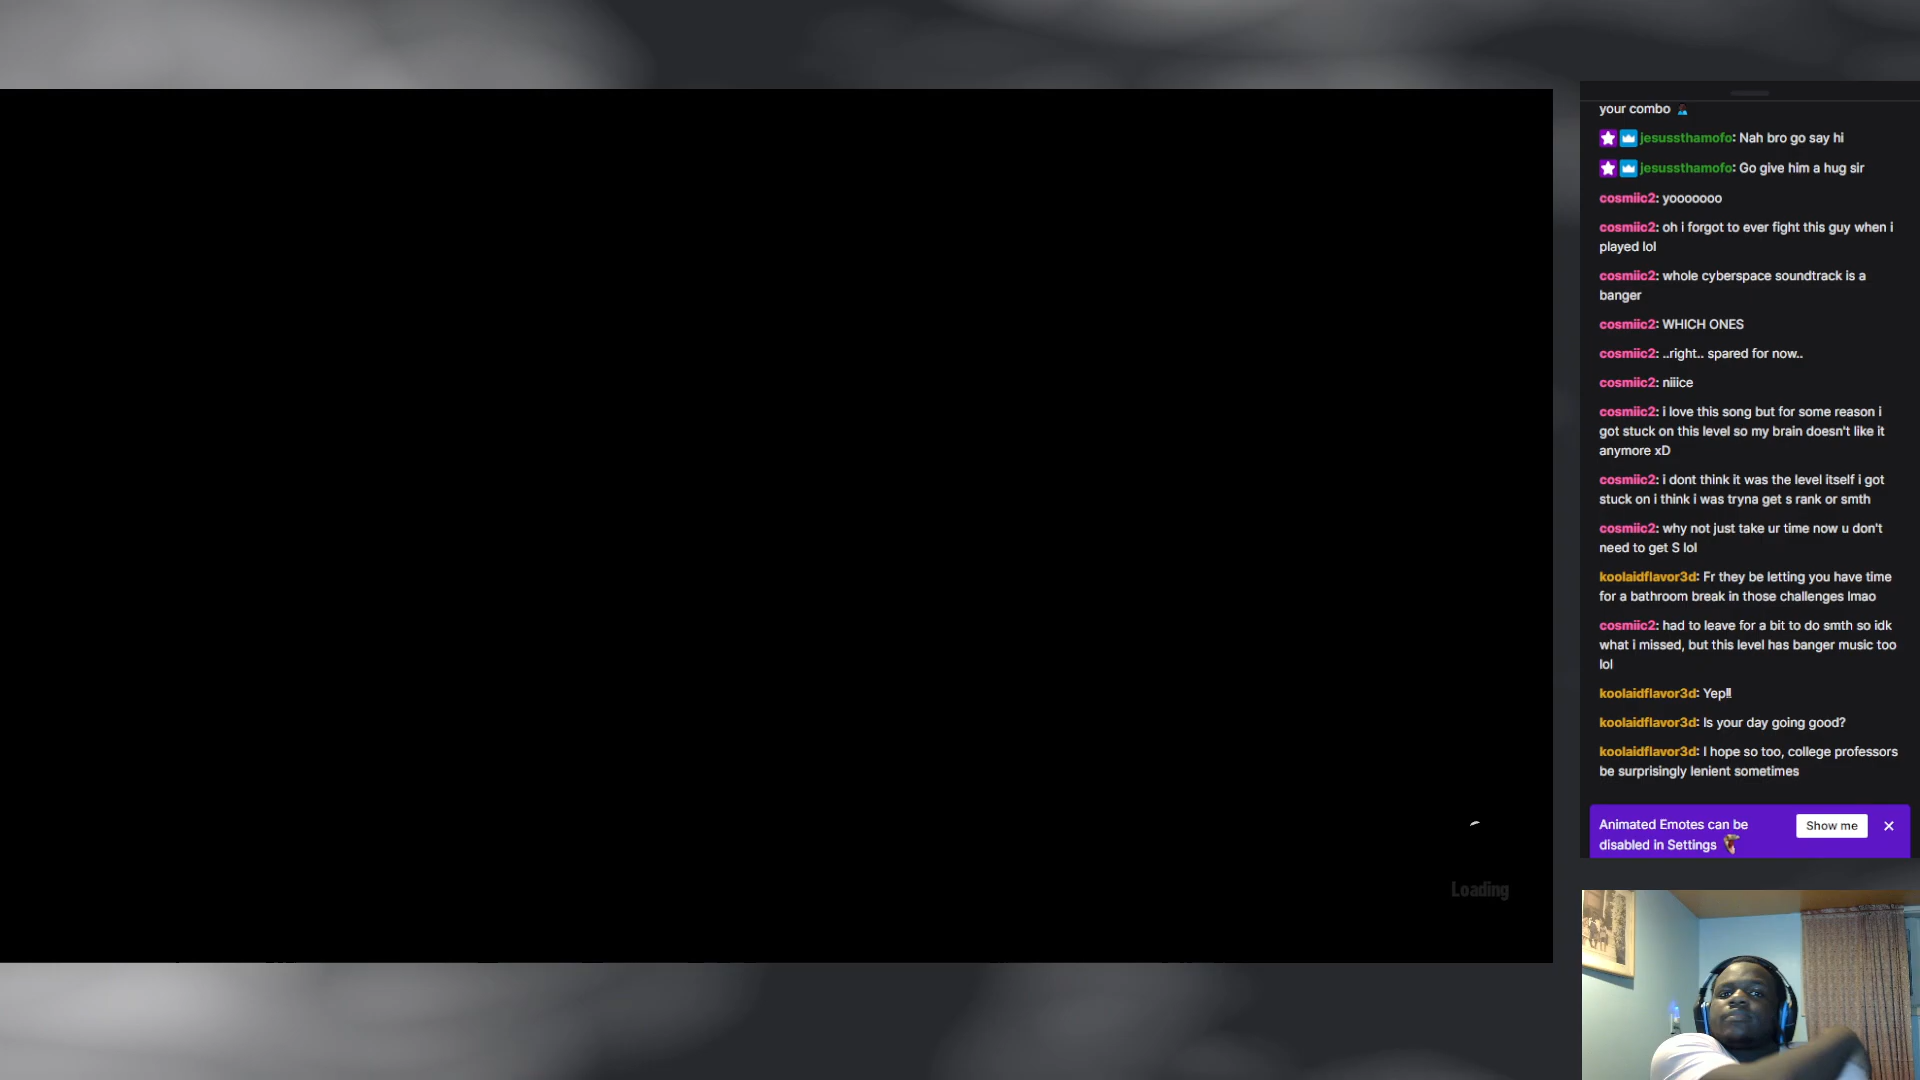 your combo
jesussthamofo: Nah bro go say hi
jesussthamofo: Go give him a hug sir
cosmiic2: yooooooo
cosmiic2: oh i forgot to ever fight this guy when i
played lol
cosmiic2: whole cyberspace soundtrack is a
banger
cosmiic2: WHICH ONES
cosmiic2: ..right.. spared for now..
cosmiic2: niiice
cosmiic2: i love this song but for some reason i
got stuck on this level so my brain doesn't like it
anymore xD
cosmiic2: i dont think it was the level itself i got
stuck on i think i was tryna get s rank or smth
cosmiic2: why not just take ur time now u don't
need to get S lol
koolaidflavor3d: Fr they be letting you have time
for a bathroom break in those challenges lmao
cosmiic2: had to leave for a bit to do smth so idk
what i missed, but this level has banger music too
lol
koolaidflavor3d: Yep!!
koolaidflavor3d: Is your day going good?
koolaidflavor3d: I hope so too, college professors
be surprisingly lenient sometimes
Animated Emotes can be
disabled in Settings
Show me
Loading